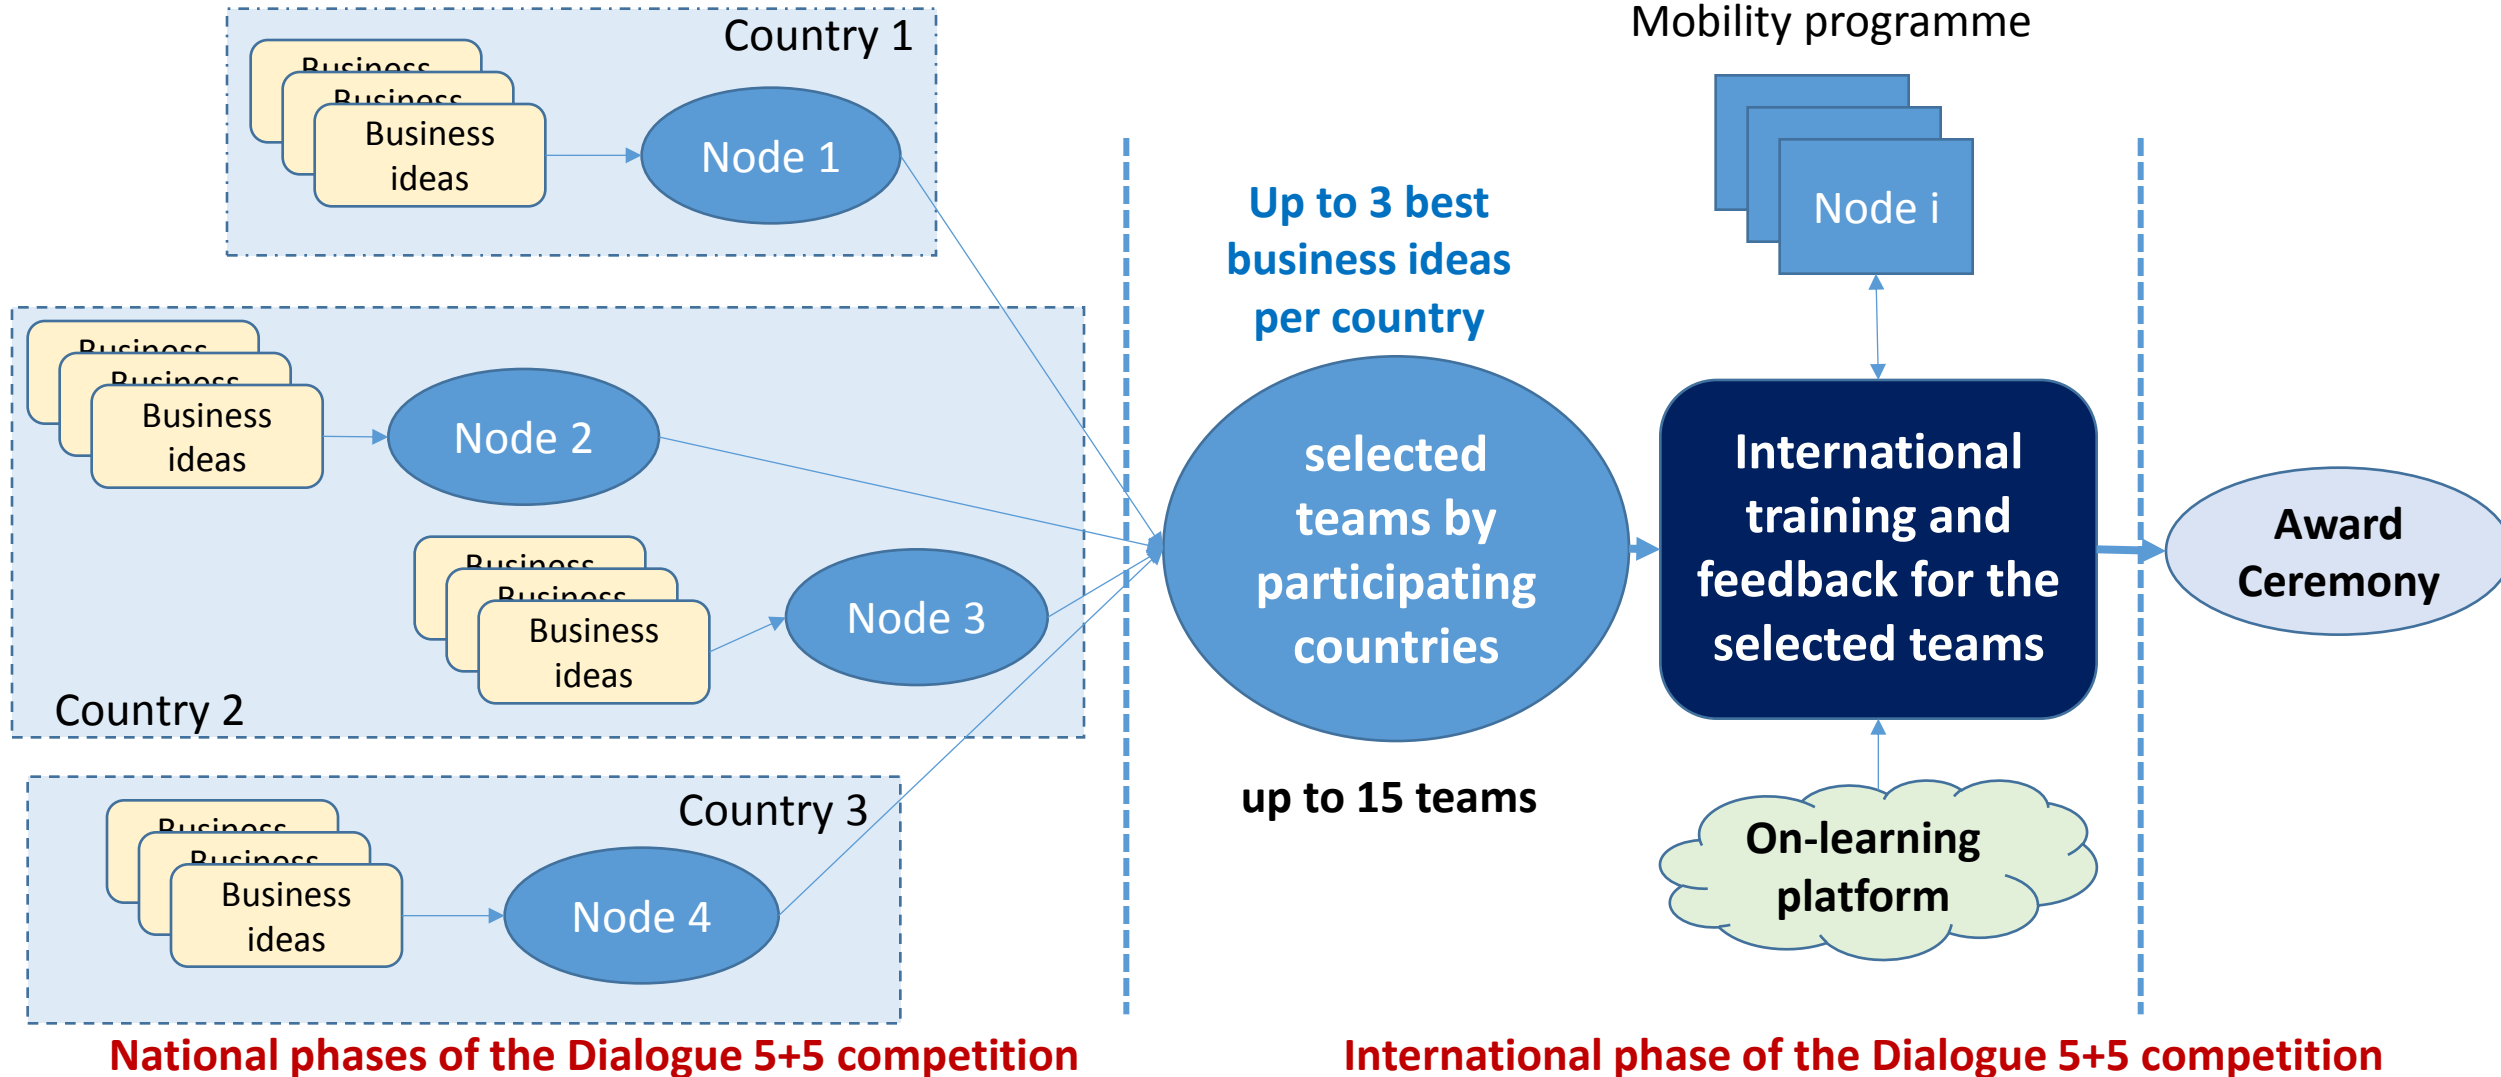 Country 1
Business
Business
Business
ideas
Node 1
Business
Business
Business
ideas
Node 2
Business
Business
Business
ideas
Node 3
Country 2
Country 3
Business
Business
Business
ideas
Node 4
National phases of the Dialogue 5+5 competition
Up to 3 best
business ideas
per country
selected
teams by
participating
countries
up to 15 teams
Mobility programme
Node i
International
training and
feedback for the
selected teams
On-learning
platform
Award
Ceremony
International phase of the Dialogue 5+5 competition